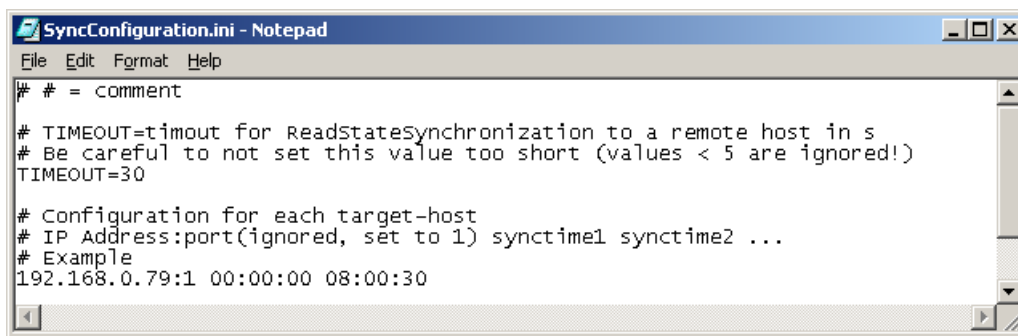 SyncConfiguration.ini - Notepad
File Edit Format Help
# # = comment
# TIMEOUT=timout for ReadStateSynchronization to a remote host in s
# Be careful to not set this value too short (values < 5 are ignored!)
TIMEOUT=30
# Configuration for each target-host
# IP Address:port(ignored, set to 1) synctime1 synctime2 ...
# Example
192.168.0.79:1 00:00:00 08:00:30